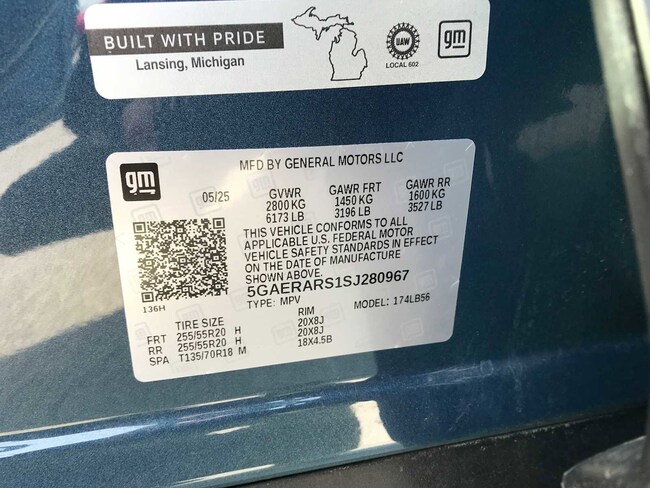 BUILT WITH PRIDE
Lansing, Michigan
UAW
LOCAL 602
gm
gm
MFD BY GENERAL MOTORS LLC
05/25 GVWR GAWR FRT GAWR RR
2800 KG 1450 KG 1600 KG
6173 LB 3196 LB 3527 LB
THIS VEHICLE CONFORMS TO ALL
APPLICABLE U.S. FEDERAL MOTOR
VEHICLE SAFETY STANDARDS IN EFFECT
ON THE DATE OF MANUFACTURE
SHOWN ABOVE.
5GAERARS1SJ280967
136H
TYPE: MPV MODEL: 174LB56
TIRE SIZE RIM
FRT 255/55R20 H 20X8J
RR 255/55R20 H 20X8J
SPA T135/70R18 M 18X4.5B